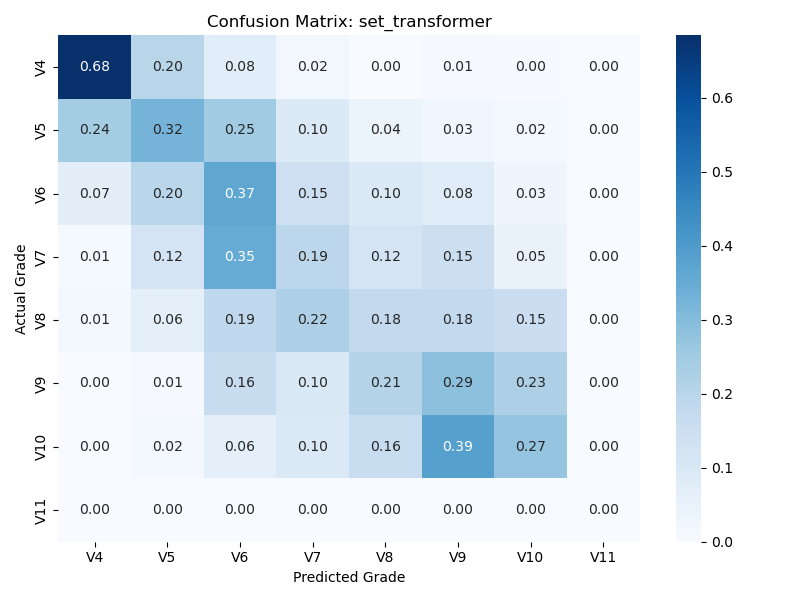 Confusion Matrix: set_transformer
V4 0.68 0.20 0.08 0.02 0.00 0.01 0.00 0.00
V5 0.24 0.32 0.25 0.10 0.04 0.03 0.02 0.00
V6 0.07 0.20 0.37 0.15 0.10 0.08 0.03 0.00
V7 0.01 0.12 0.35 0.19 0.12 0.15 0.05 0.00
V8 0.01 0.06 0.19 0.22 0.18 0.18 0.15 0.00
V9 0.00 0.01 0.16 0.10 0.21 0.29 0.23 0.00
V10 0.00 0.02 0.06 0.10 0.16 0.39 0.27 0.00
V11 0.00 0.00 0.00 0.00 0.00 0.00 0.00 0.00
V4 V5 V6 V7 V8 V9 V10 V11
Predicted Grade
Actual Grade
0.6
0.5
0.4
0.3
0.2
0.1
0.0